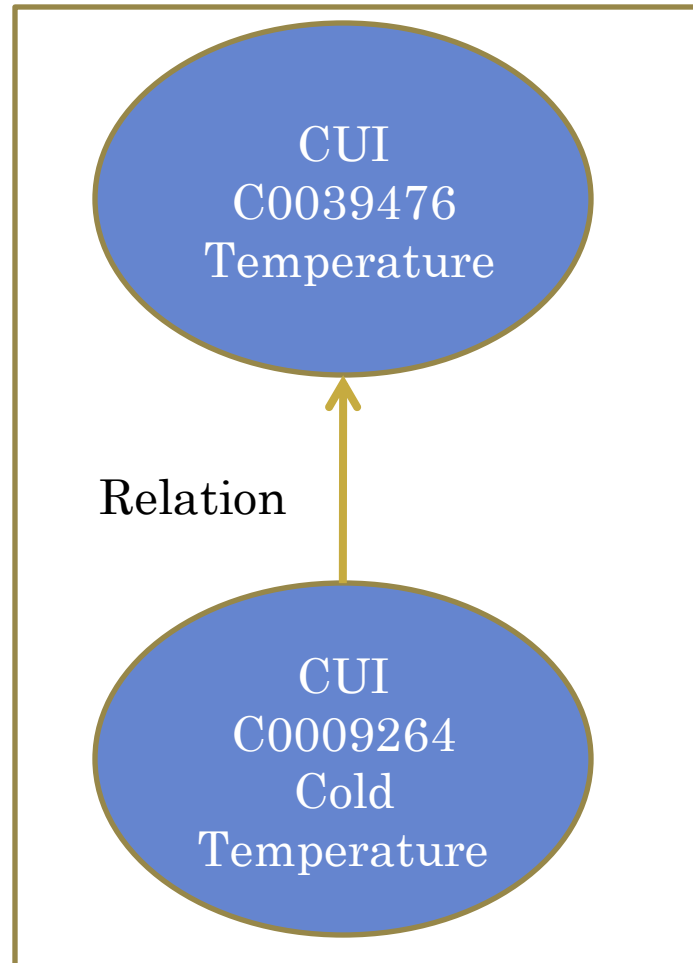 CUI
C0039476
Temperature
Relation
CUI
C0009264
Cold
Temperature